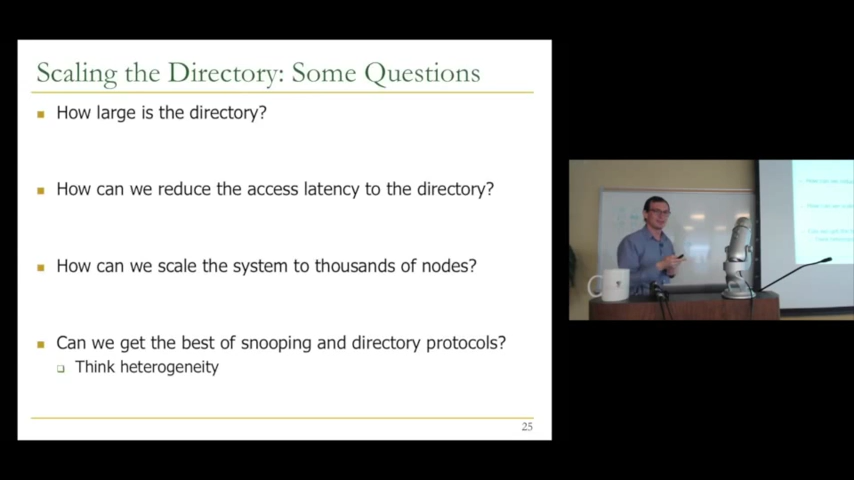 Scaling the Directory: Some Questions
How large is the directory?
How can we reduce the access latency to the directory?
How can we scale the system to thousands of nodes?
Can we get the best of snooping and directory protocols?
Think heterogeneity
25